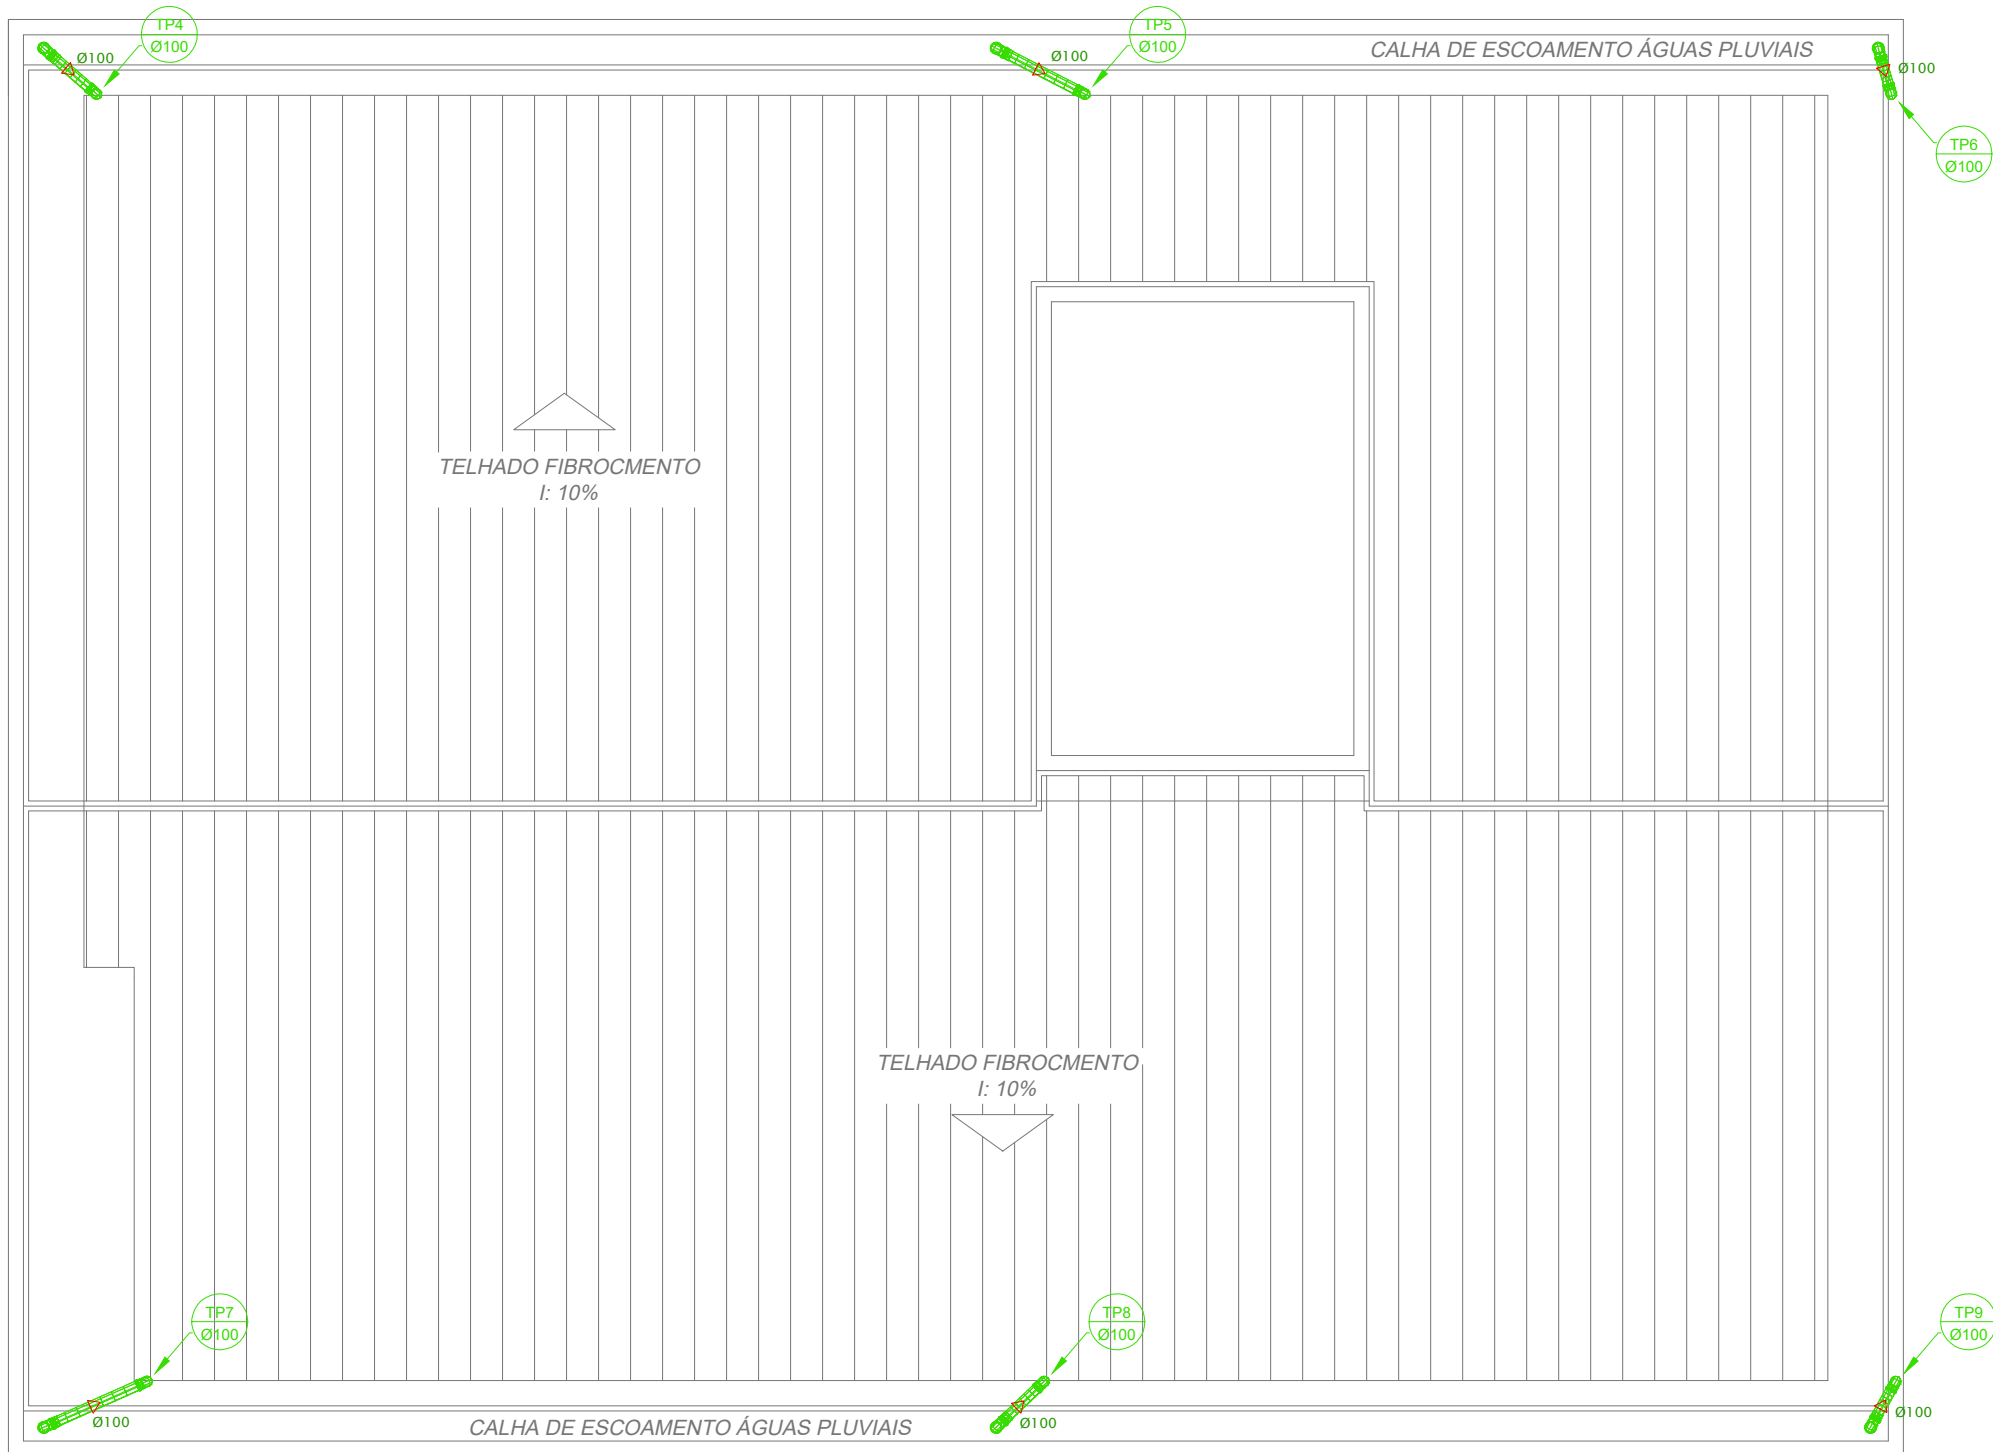 TP4
Ø100
Ø100
TP5
Ø100
Ø100
CALHA DE ESCOAMENTO ÁGUAS PLUVIAIS
Ø100
TP6
Ø100
TELHADO FIBROCMENTO
I: 10%
TELHADO FIBROCMENTO
I: 10%
TP7
Ø100
Ø100
TP8
Ø100
Ø100
TP9
Ø100
Ø100
CALHA DE ESCOAMENTO ÁGUAS PLUVIAIS